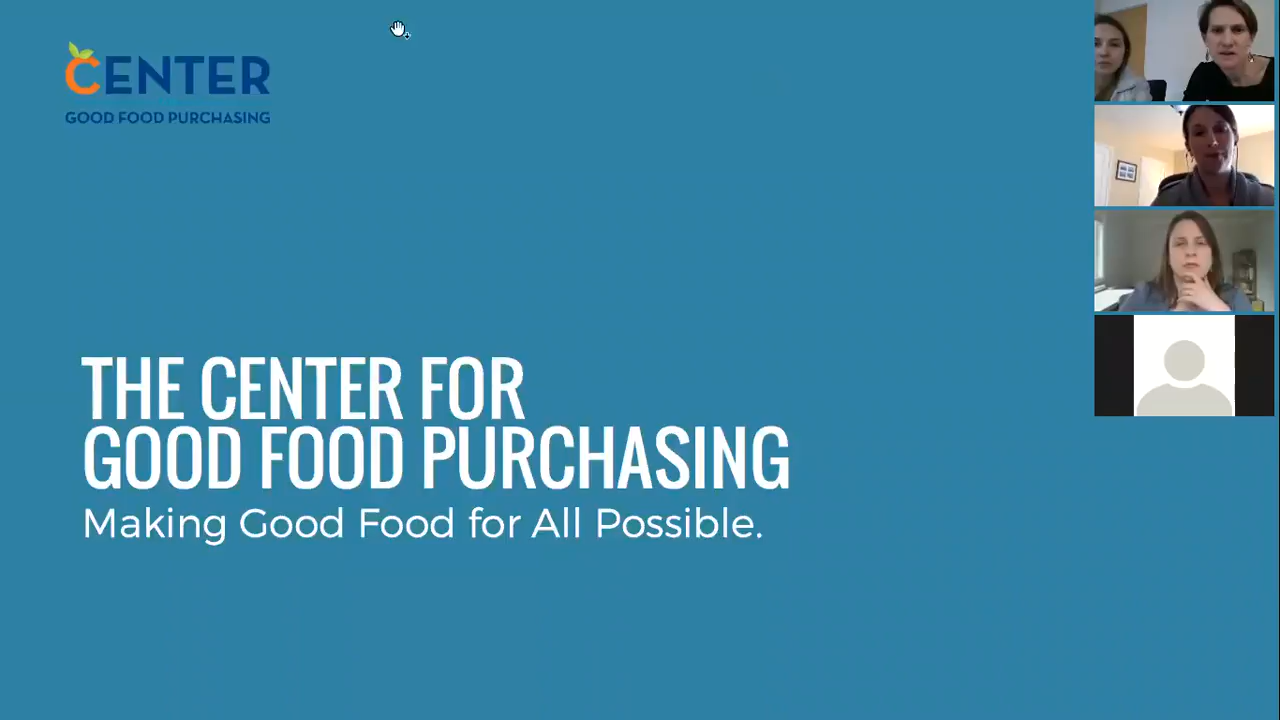 CENTER
GOOD FOOD PURCHASING
THE CENTER FOR
GOOD FOOD PURCHASING
Making Good Food for All Possible.